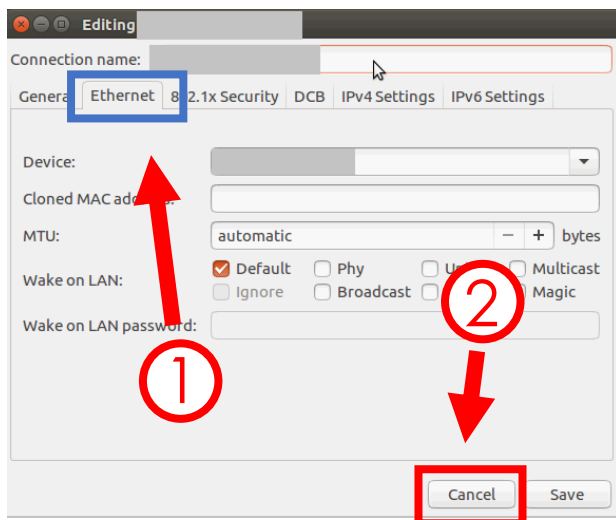 Editing
Connection name:
General Ethernet 802.1x Security DCB IPv4 Settings IPv6 Settings
Device:
Cloned MAC address:
MTU: automatic − + bytes
Wake on LAN: Default Phy Multicast
Ignore Broadcast Magic
Wake on LAN password:
1
2
Cancel Save